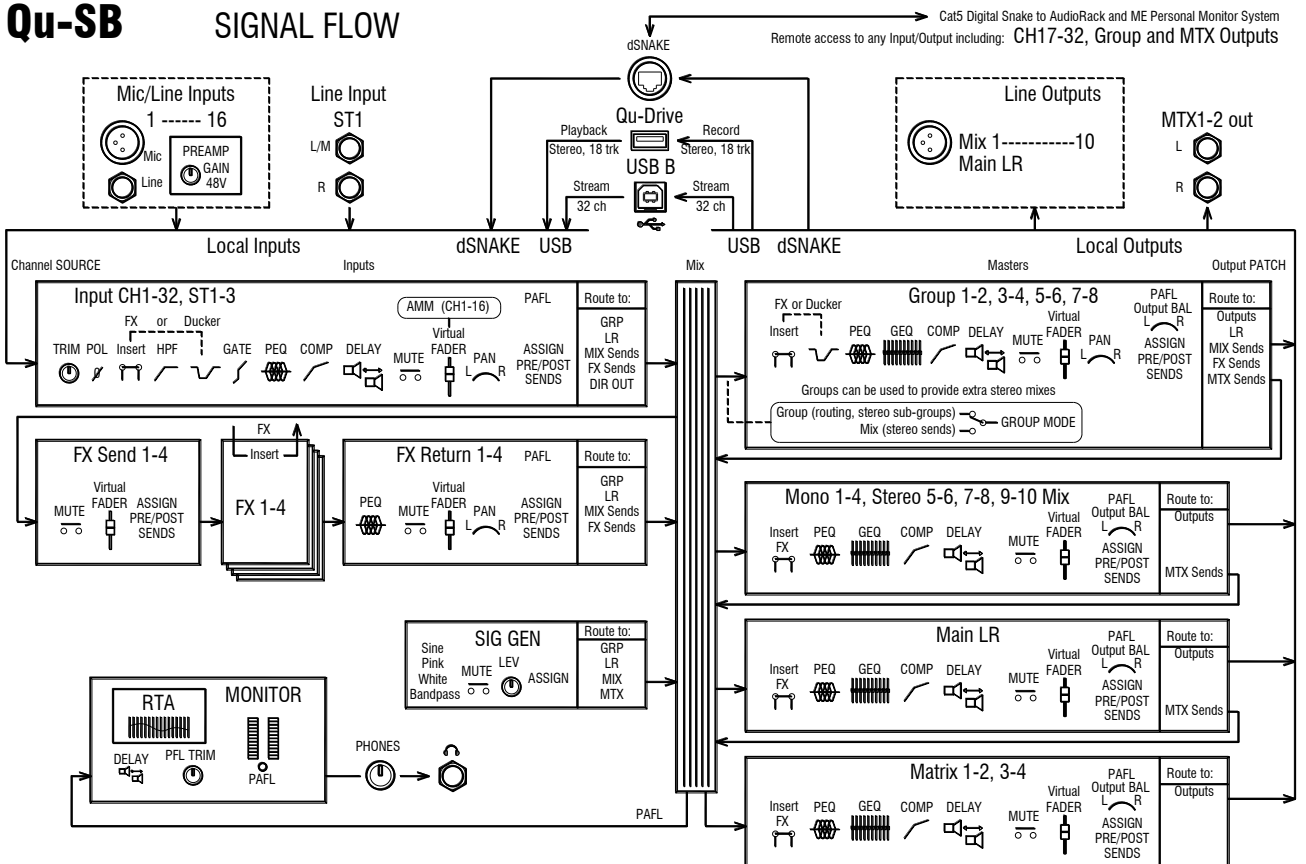 Qu-SB SIGNAL FLOW
Cat5 Digital Snake to AudioRack and ME Personal Monitor System
Remote access to any Input/Output including: CH17-32, Group and MTX Outputs
dSNAKE
Mic/Line Inputs
1 ------ 16
Mic
Line
PREAMP
GAIN
48V
Line Input
ST1
L/M
R
Qu-Drive
Playback
Stereo, 18 trk
Record
Stereo, 18 trk
USB B
Stream
32 ch
Stream
32 ch
Line Outputs
Mix 1-----------10
Main LR
MTX1-2 out
L
R
Local Inputs
dSNAKE USB
USB dSNAKE
Local Outputs
Channel SOURCE
Inputs
Mix
Masters
Output PATCH
Input CH1-32, ST1-3
AMM (CH1-16)
PAFL
Route to:
FX or Ducker
TRIM POL Insert HPF GATE PEQ COMP DELAY MUTE
Virtual
FADER
PAN
L R
ASSIGN
PRE/POST
SENDS
GRP
LR
MIX Sends
FX Sends
DIR OUT
Group 1-2, 3-4, 5-6, 7-8
FX or Ducker
Insert PEQ GEQ COMP DELAY MUTE
Virtual
FADER
PAN
L R
PAFL
Output BAL
L R
ASSIGN
PRE/POST
SENDS
Route to:
Outputs
LR
MIX Sends
FX Sends
MTX Sends
Groups can be used to provide extra stereo mixes
Group (routing, stereo sub-groups)
Mix (stereo sends)
GROUP MODE
FX Send 1-4
MUTE
Virtual
FADER
ASSIGN
PRE/POST
SENDS
FX
Insert
FX 1-4
FX Return 1-4
PAFL
PEQ
MUTE
Virtual
FADER
PAN
L R
ASSIGN
PRE/POST
SENDS
Route to:
GRP
LR
MIX Sends
FX Sends
Mono 1-4, Stereo 5-6, 7-8, 9-10 Mix
Insert
FX
PEQ GEQ COMP DELAY MUTE
Virtual
FADER
PAFL
Output BAL
L R
ASSIGN
PRE/POST
SENDS
Route to:
Outputs
MTX Sends
SIG GEN
Sine
Pink
White
Bandpass
MUTE
LEV
ASSIGN
Route to:
GRP
LR
MIX
MTX
Main LR
Insert
FX
PEQ GEQ COMP DELAY MUTE
Virtual
FADER
PAFL
Output BAL
L R
ASSIGN
PRE/POST
SENDS
Route to:
Outputs
MTX Sends
RTA
MONITOR
DELAY
PFL TRIM
PAFL
PHONES
PAFL
Matrix 1-2, 3-4
Insert
FX
PEQ GEQ COMP DELAY MUTE
Virtual
FADER
PAFL
Output BAL
L R
ASSIGN
PRE/POST
SENDS
Route to:
Outputs